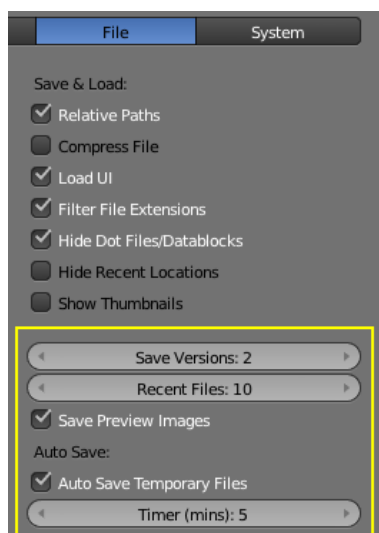 File System
Save & Load:
Relative Paths
Compress File
Load UI
Filter File Extensions
Hide Dot Files/Datablocks
Hide Recent Locations
Show Thumbnails
Save Versions: 2
Recent Files: 10
Save Preview Images
Auto Save:
Auto Save Temporary Files
Timer (mins): 5